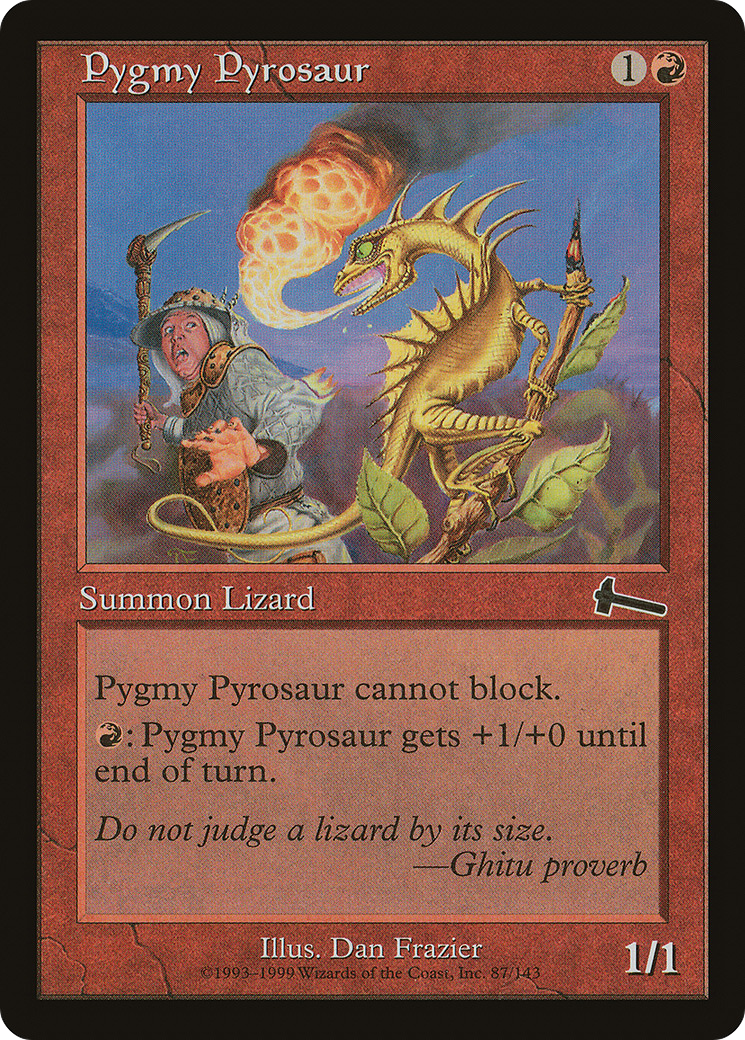 Pygmy Pyrosaur 1
Summon Lizard
Pygmy Pyrosaur cannot block.
: Pygmy Pyrosaur gets +1/+0 until
end of turn.
Do not judge a lizard by its size.
—Ghitu proverb
Illus. Dan Frazier
©1993–1999 Wizards of the Coast, Inc. 87/143
1/1